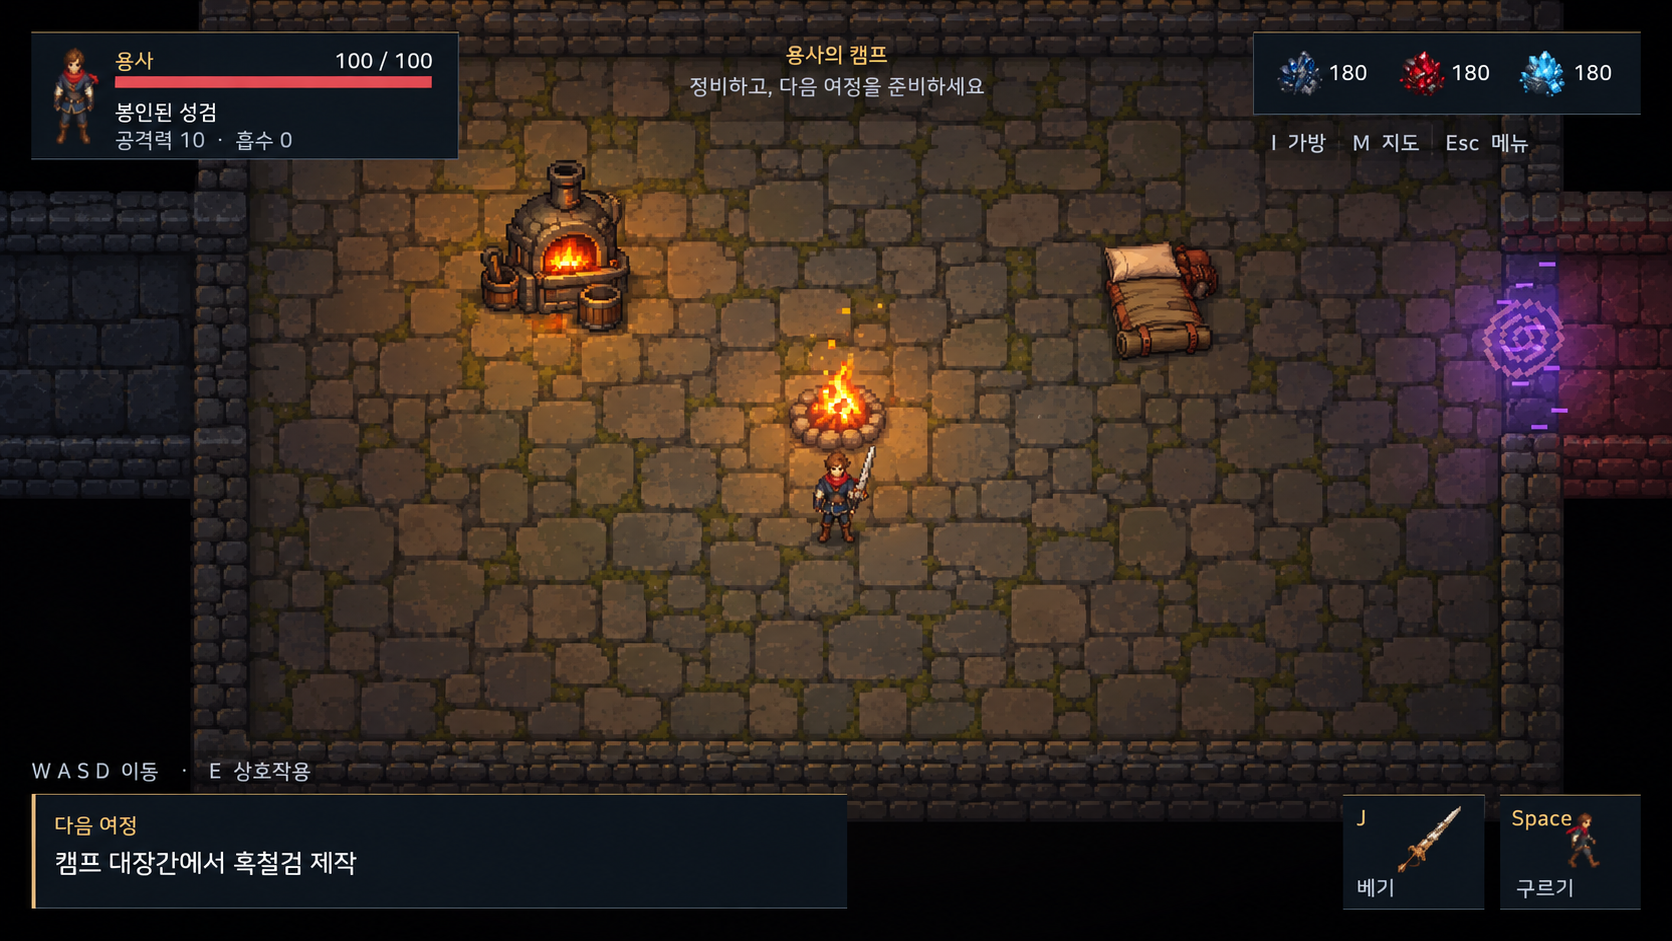 용사 100 / 100
봉인된 성검
공격력 10 · 흡수 0
용사의 캠프
정비하고, 다음 여정을 준비하세요
180 180 180
I 가방 M 지도 Esc 메뉴
W A S D 이동 · E 상호작용
다음 여정
캠프 대장간에서 흑철검 제작
J
베기
Space
구르기